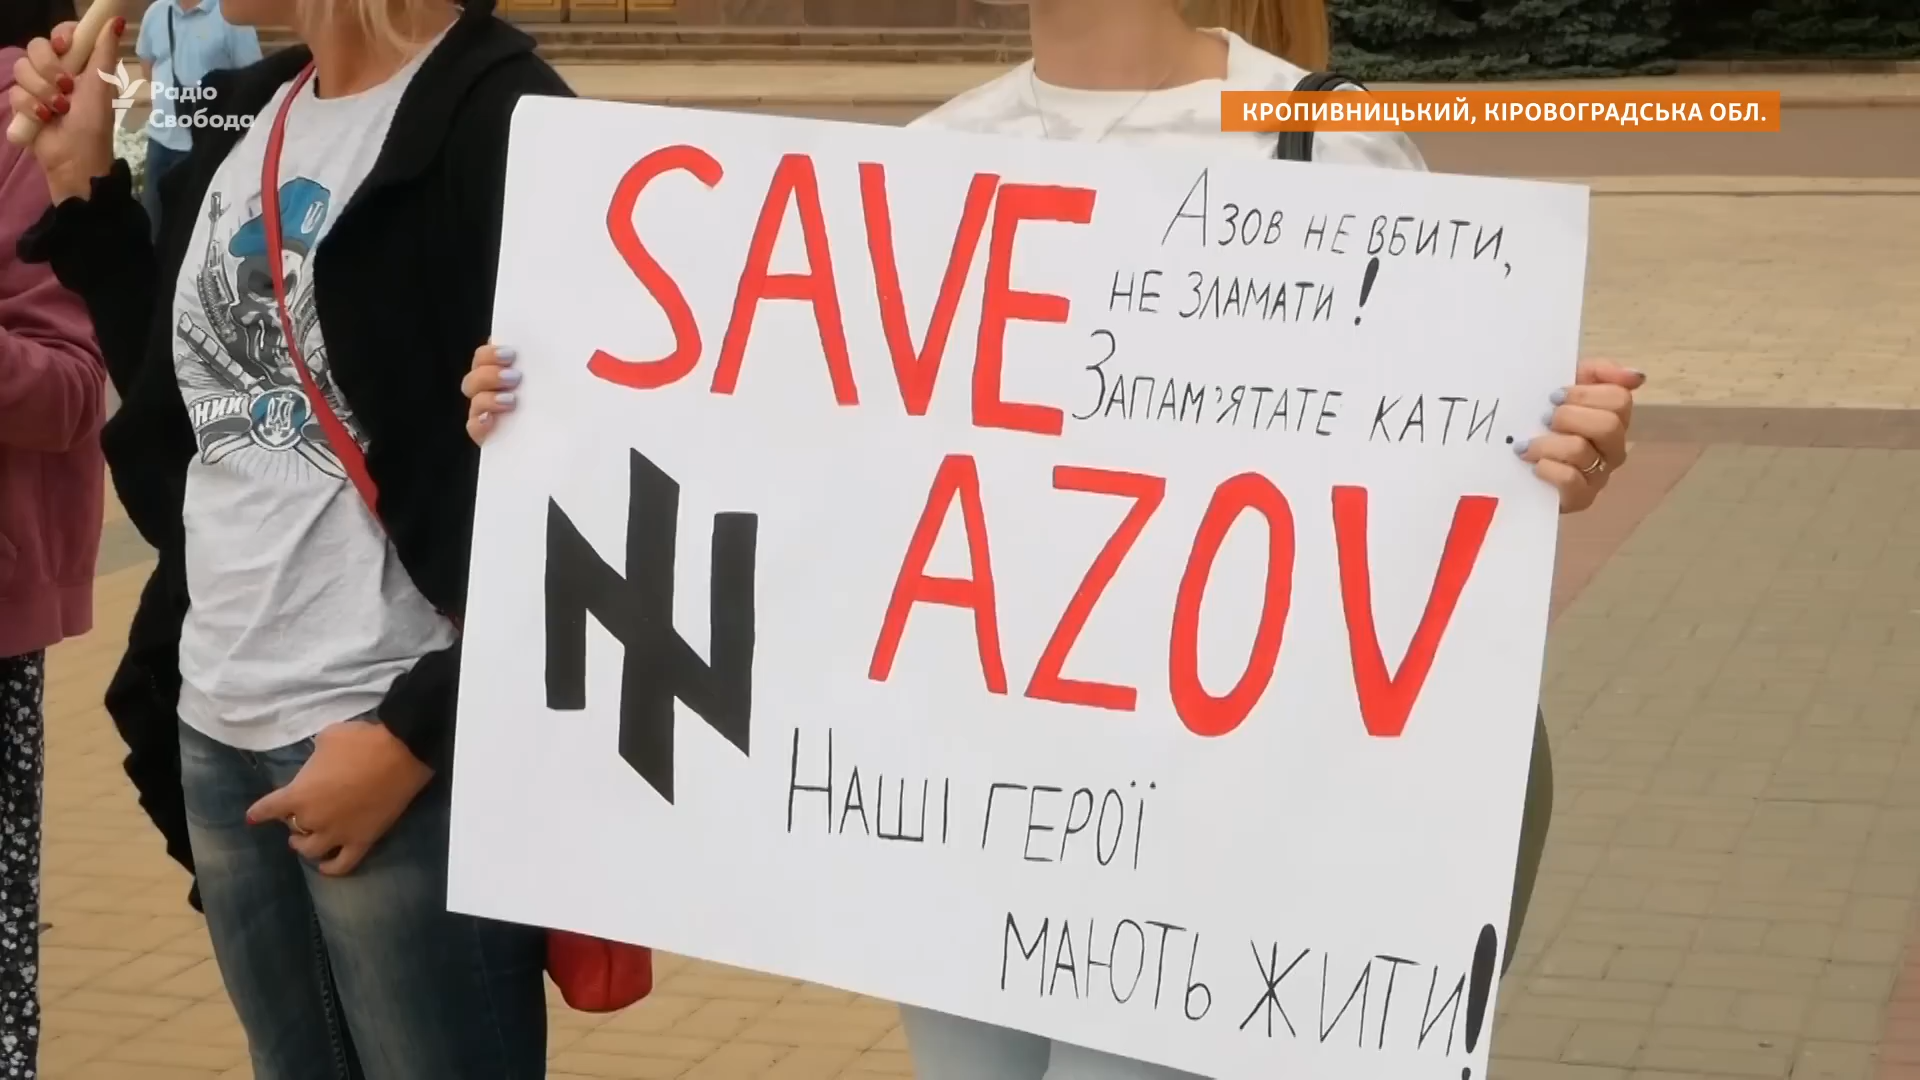 Радіо
Свобода
КРОПИВНИЦЬКИЙ, КІРОВОГРАДСЬКА ОБЛ.
SAVE
Азов не вбити,
не зламати!
Запам'ятате кати.
AZOV
Наші герої
мають жити!